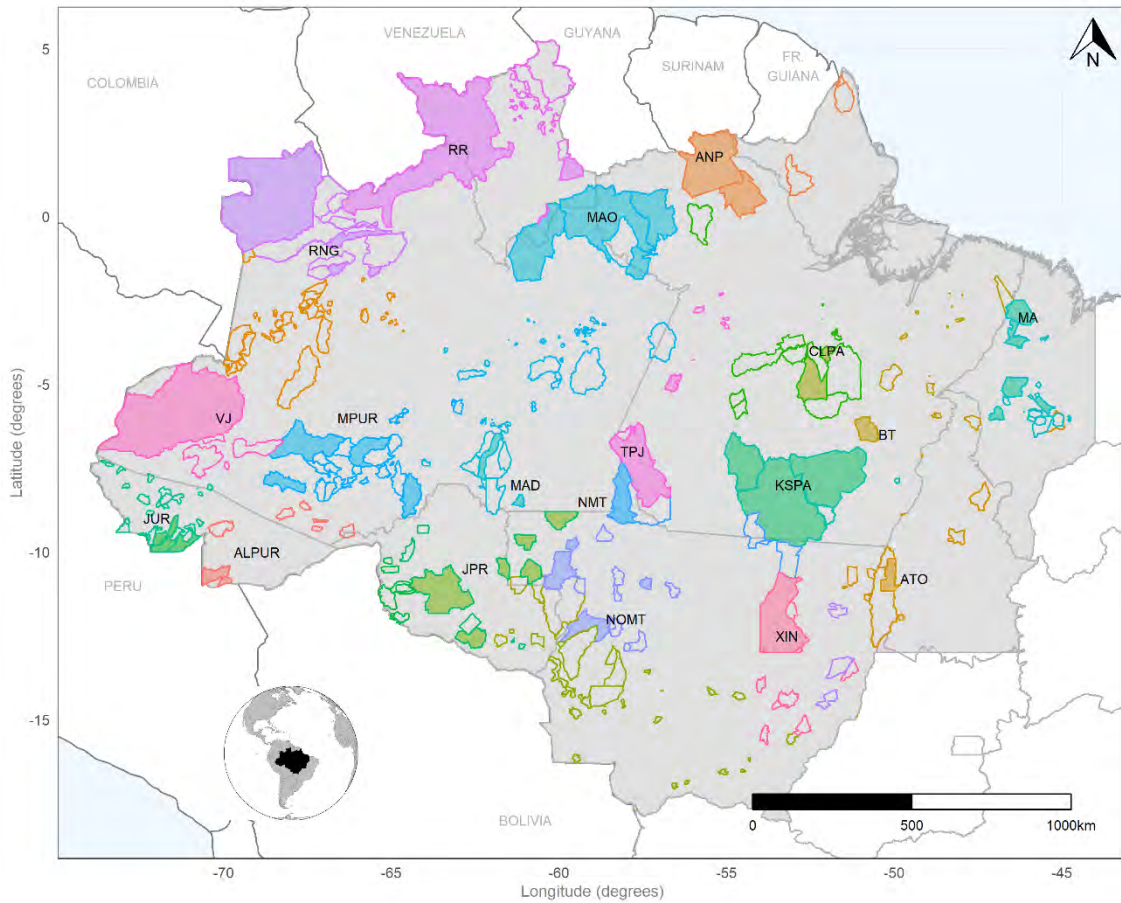 VENEZUELA
GUYANA
5
SURINAM
FR.
GUIANA
N
COLOMBIA
RR
ANP
0
MAO
RNG
MA
CLPA
-5
VJ
MPUR
BT
TPJ
KSPA
MAD
NMT
JUR
-10
ALPUR
JPR
PERU
ATO
NOMT
XIN
-15
BOLIVIA
0
500
1000km
-70
-65
-60
-55
-50
-45
Longitude (degrees)
Latitude (degrees)